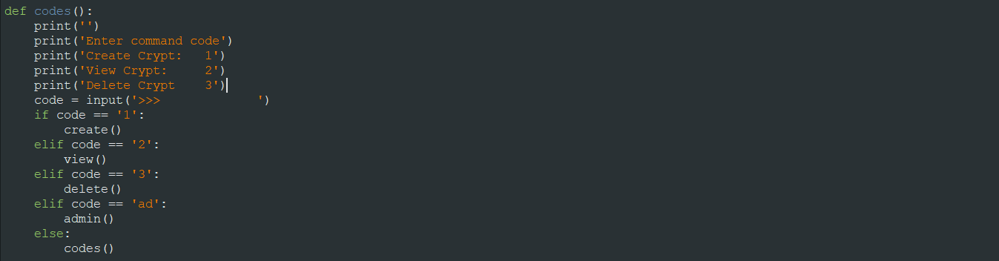 def codes():
    print('')
    print('Enter command code')
    print('Create Crypt:   1')
    print('View Crypt:     2')
    print('Delete Crypt    3')
    code = input('>>>             ')
    if code == '1':
        create()
    elif code == '2':
        view()
    elif code == '3':
        delete()
    elif code == 'ad':
        admin()
    else:
        codes()